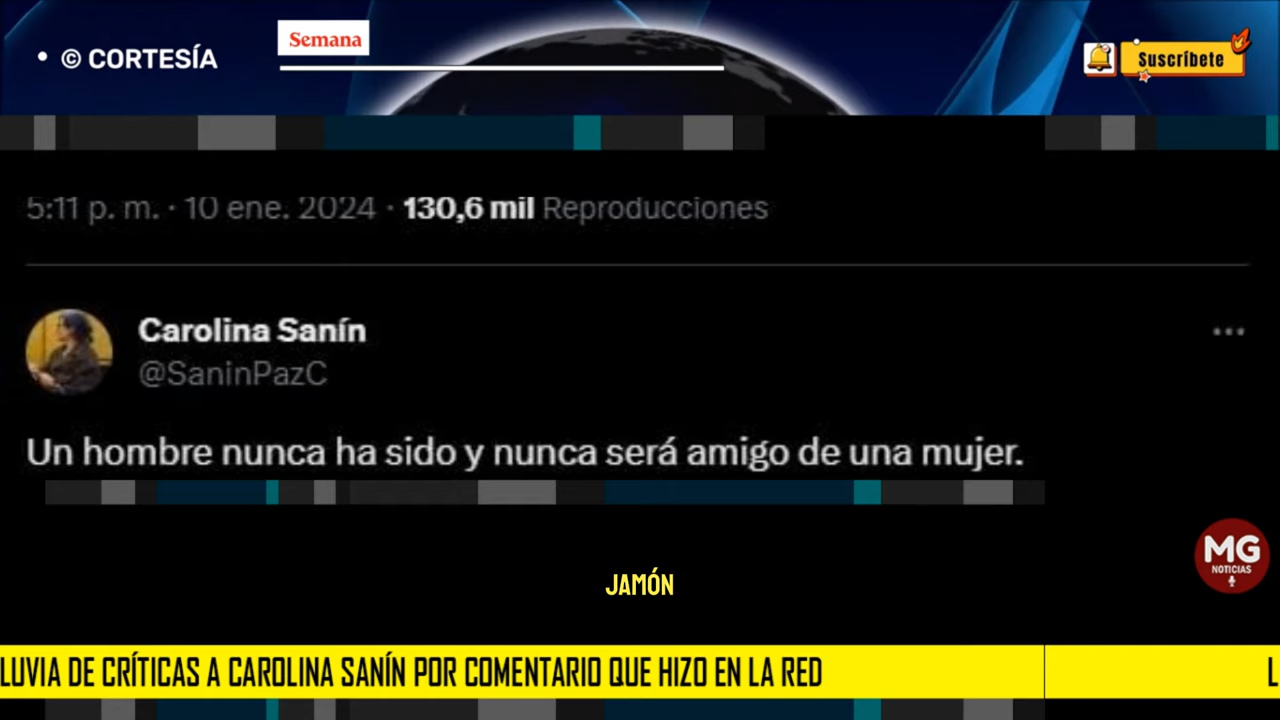 • © CORTESÍA
Semana
Suscríbete
5:11 p. m. · 10 ene. 2024 · 130,6 mil Reproducciones
Carolina Sanín
@SaninPazC
Un hombre nunca ha sido y nunca será amigo de una mujer.
MG
NOTICIAS
JAMÓN
LUVIA DE CRÍTICAS A CAROLINA SANÍN POR COMENTARIO QUE HIZO EN LA RED L